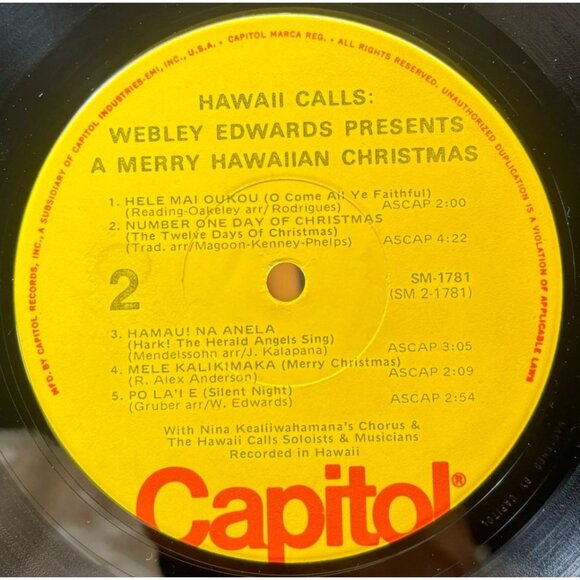 MFD. BY CAPITOL RECORDS, INC., A SUBSIDIARY OF CAPITOL INDUSTRIES-EMI, INC., U.S.A. • CAPITOL MARCA REG. • ALL RIGHTS RESERVED. UNAUTHORIZED DUPLICATION IS A VIOLATION OF APPLICABLE LAWS
HAWAII CALLS:
WEBLEY EDWARDS PRESENTS
A MERRY HAWAIIAN CHRISTMAS
1. HELE MAI OUKOU (O Come All Ye Faithful)
(Reading-Oakeley arr/Rodrigues) ASCAP 2:00
2. NUMBER ONE DAY OF CHRISTMAS
(The Twelve Days Of Christmas)
(Trad. arr/Magoon-Kenney-Phelps) ASCAP 4:22
2
SM-1781
(SM 2-1781)
3. HAMAU! NA ANELA
(Hark! The Herald Angels Sing)
(Mendelssohn arr/J. Kalapana) ASCAP 3:05
4. MELE KALIKIMAKA (Merry Christmas)
(R. Alex Anderson) ASCAP 2:09
5. PO LA'I E (Silent Night)
(Gruber arr/W. Edwards) ASCAP 2:54
With Nina Kealiiwahamana's Chorus &
The Hawaii Calls Soloists & Musicians
Recorded in Hawaii
Capitol®